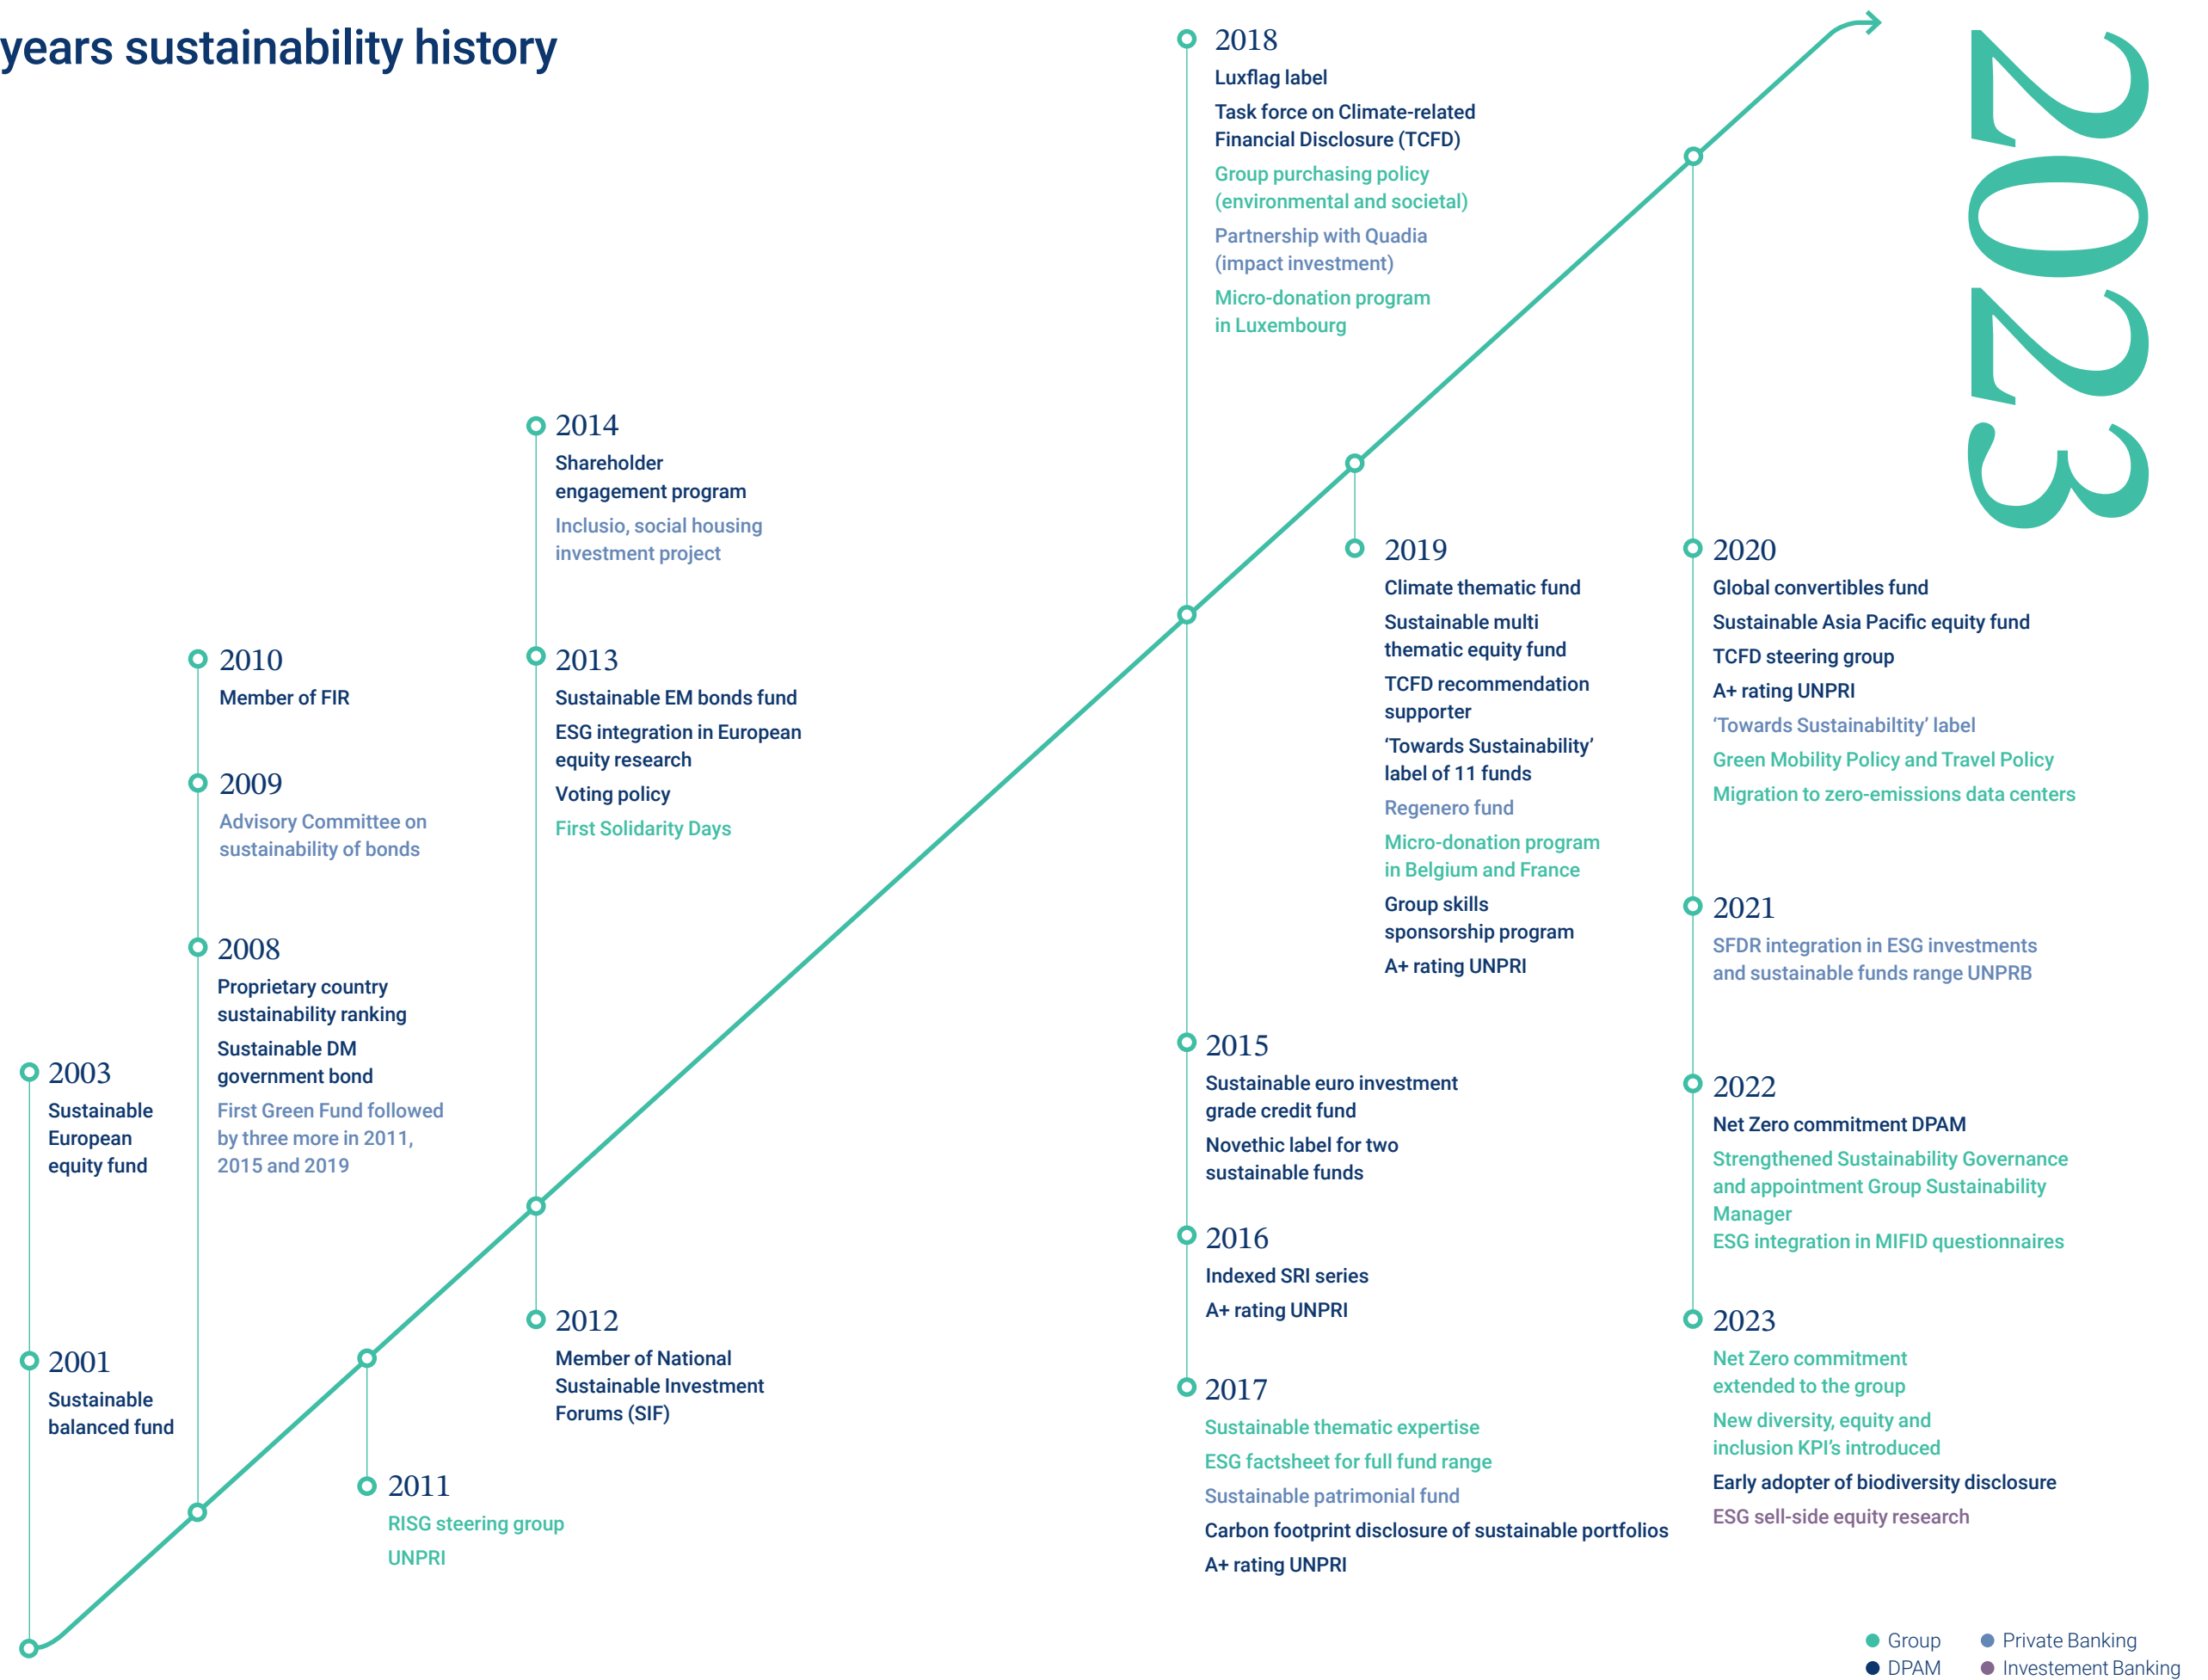 years sustainability history
2003
Sustainable
European
equity fund
2001
Sustainable
balanced fund
2010
Member of FIR
2009
Advisory Committee on
sustainability of bonds
2008
Proprietary country
sustainability ranking
Sustainable DM
government bond
First Green Fund followed
by three more in 2011,
2015 and 2019
2011
RISG steering group
UNPRI
2014
Shareholder
engagement program
Inclusio, social housing
investment project
2013
Sustainable EM bonds fund
ESG integration in European
equity research
Voting policy
First Solidarity Days
2012
Member of National
Sustainable Investment
Forums (SIF)
2018
Luxflag label
Task force on Climate-related
Financial Disclosure (TCFD)
Group purchasing policy
(environmental and societal)
Partnership with Quadia
(impact investment)
Micro-donation program
in Luxembourg
2015
Sustainable euro investment
grade credit fund
Novethic label for two
sustainable funds
2016
Indexed SRI series
A+ rating UNPRI
2017
Sustainable thematic expertise
ESG factsheet for full fund range
Sustainable patrimonial fund
Carbon footprint disclosure of sustainable portfolios
A+ rating UNPRI
2019
Climate thematic fund
Sustainable multi
thematic equity fund
TCFD recommendation
supporter
‘Towards Sustainability’
label of 11 funds
Regenero fund
Micro-donation program
in Belgium and France
Group skills
sponsorship program
A+ rating UNPRI
2020
Global convertibles fund
Sustainable Asia Pacific equity fund
TCFD steering group
A+ rating UNPRI
‘Towards Sustainabiltity’ label
Green Mobility Policy and Travel Policy
Migration to zero-emissions data centers
2021
SFDR integration in ESG investments
and sustainable funds range UNPRB
2022
Net Zero commitment DPAM
Strengthened Sustainability Governance
and appointment Group Sustainability
Manager
ESG integration in MIFID questionnaires
2023
Net Zero commitment
extended to the group
New diversity, equity and
inclusion KPI’s introduced
Early adopter of biodiversity disclosure
ESG sell-side equity research
2023
Group
Private Banking
DPAM
Investement Banking